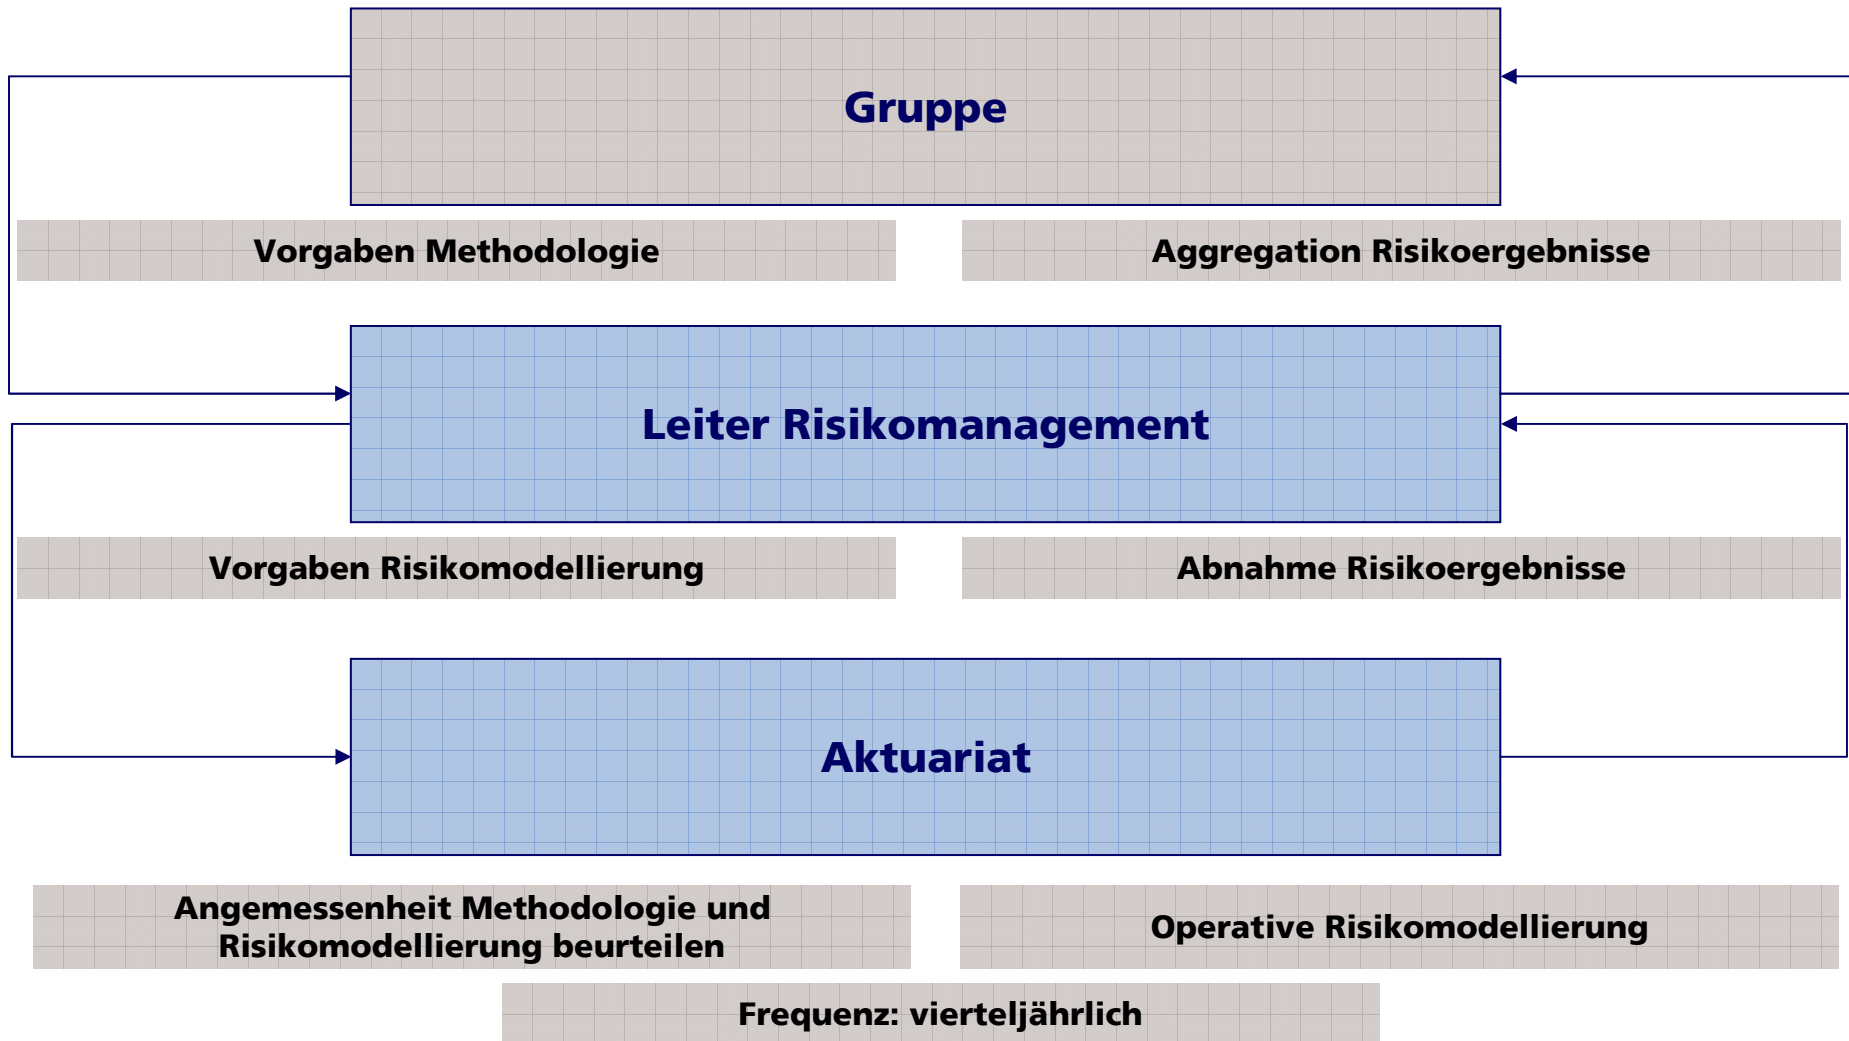 Gruppe
Vorgaben Methodologie
Aggregation Risikoergebnisse
Leiter Risikomanagement
Vorgaben Risikomodellierung
Abnahme Risikoergebnisse
Aktuariat
Angemessenheit Methodologie und
Risikomodellierung beurteilen
Operative Risikomodellierung
Frequenz: vierteljährlich